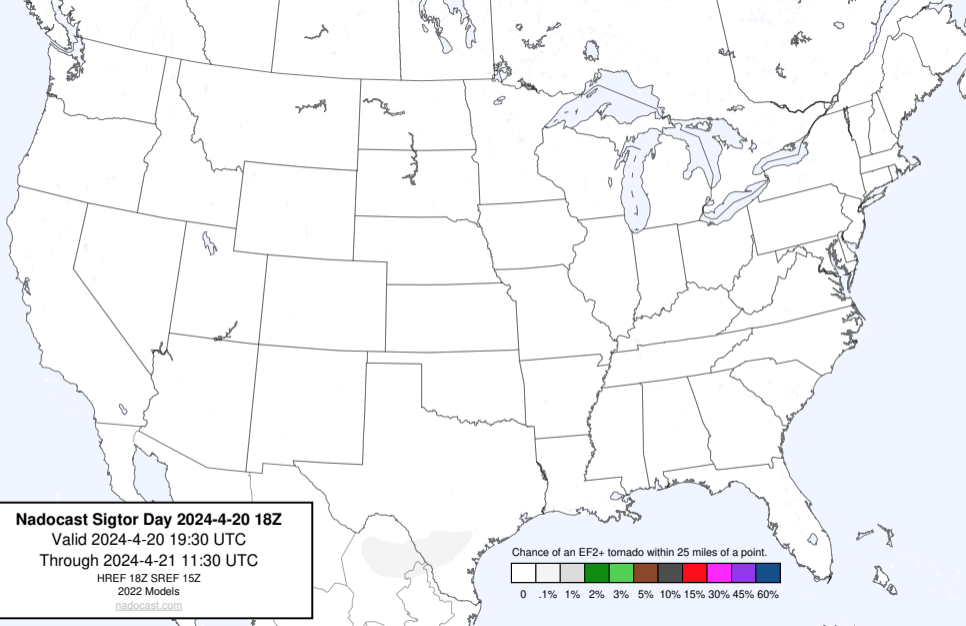 Nadocast Sigtor Day 2024-4-20 18Z
Valid 2024-4-20 19:30 UTC
Through 2024-4-21 11:30 UTC
HREF 18Z SREF 15Z
2022 Models
nadocast.com
Chance of an EF2+ tornado within 25 miles of a point.
0 .1% 1% 2% 3% 5% 10% 15% 30% 45% 60%